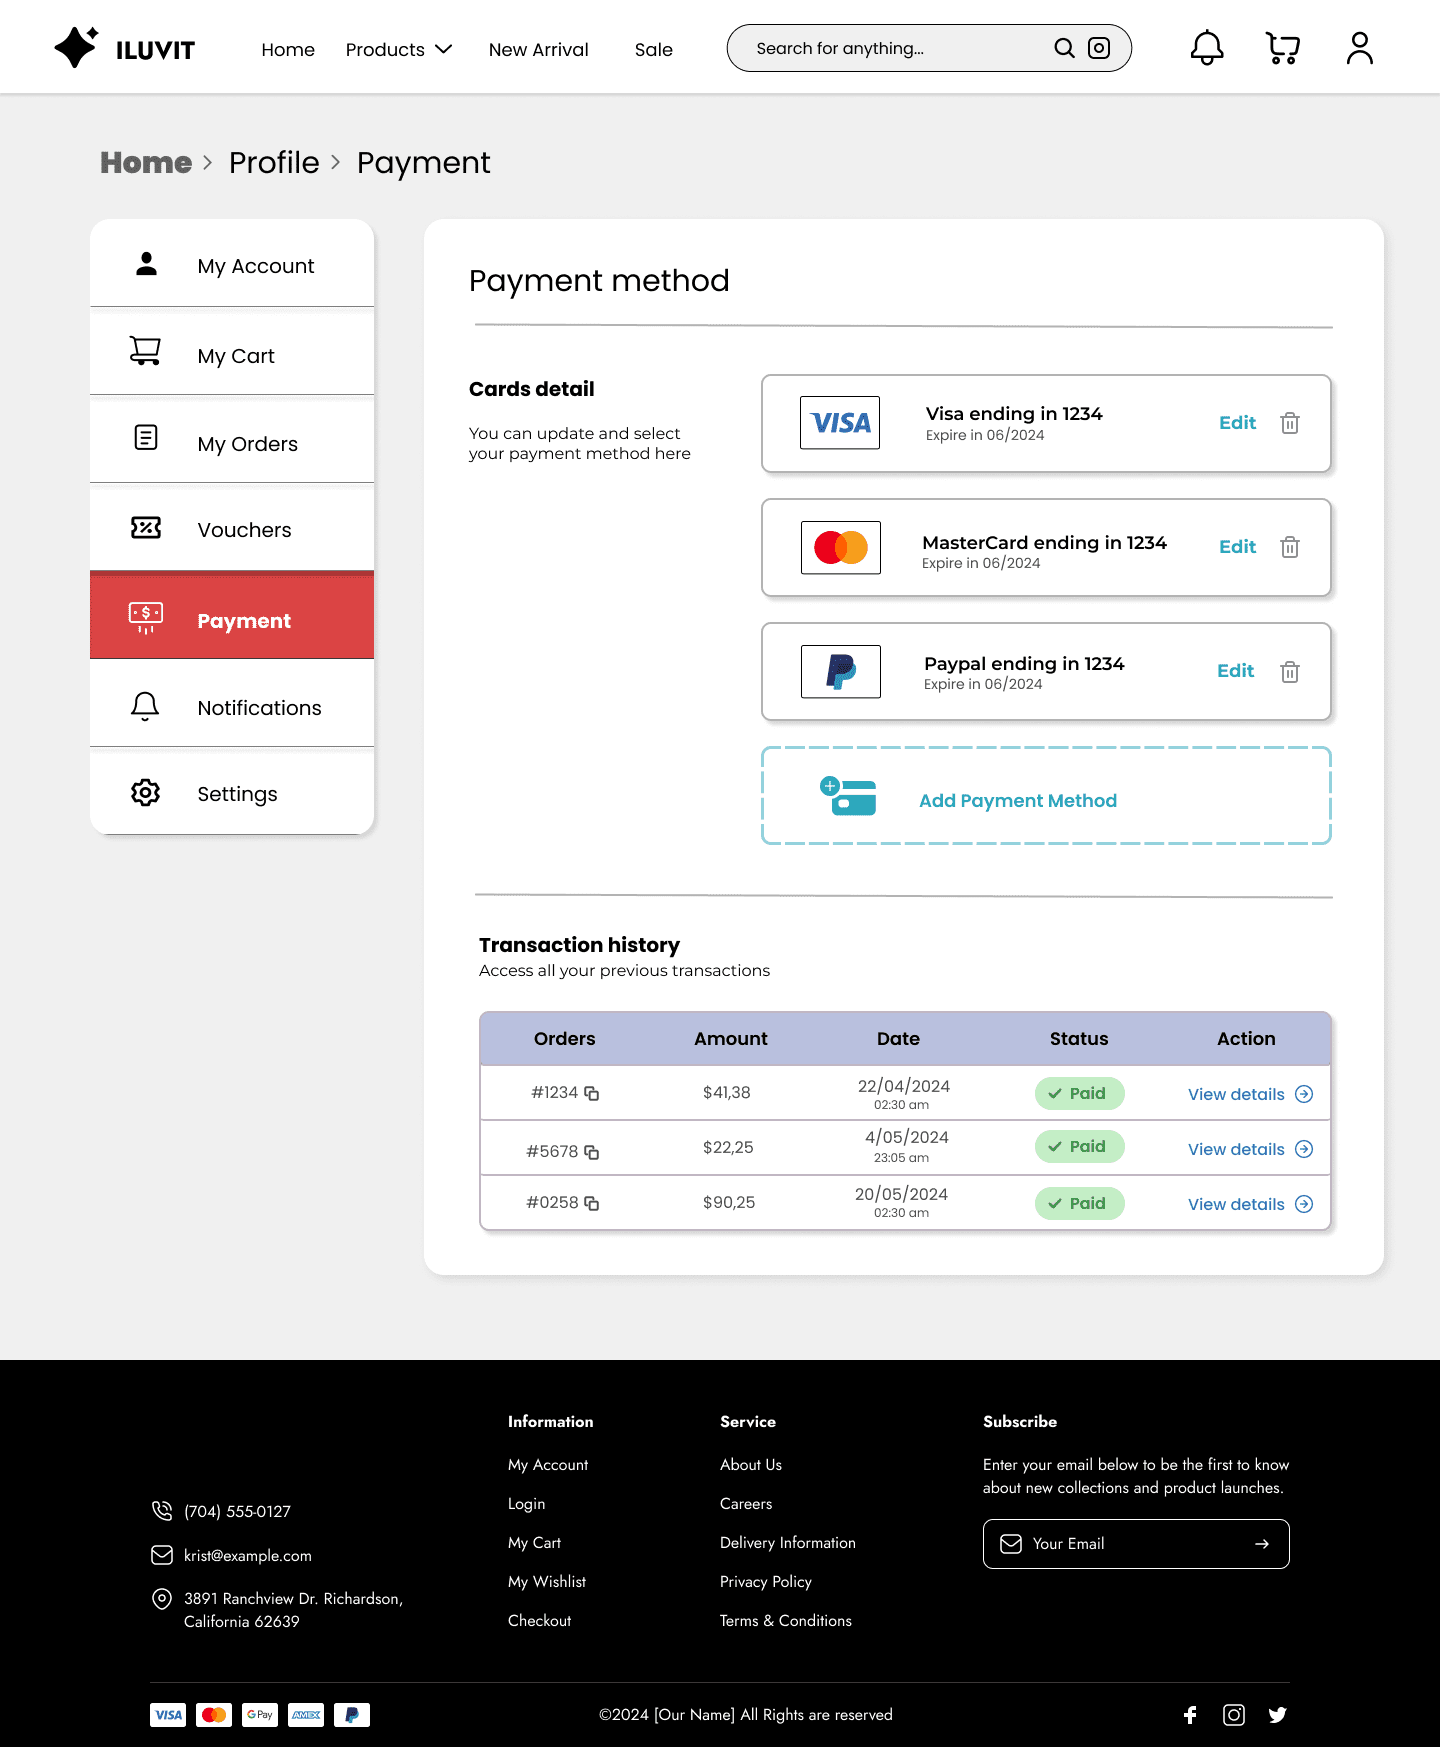 ILUVIT
Home
Products
New Arrival
Sale
Search for anything...
Home > Profile > Payment
My Account
My Cart
My Orders
Vouchers
Payment
Notifications
Settings
Payment method
Cards detail
You can update and select
your payment method here
VISA
Visa ending in 1234
Expire in 06/2024
Edit
MasterCard ending in 1234
Expire in 06/2024
Edit
Paypal ending in 1234
Expire in 06/2024
Edit
Add Payment Method
Transaction history
Access all your previous transactions
Orders Amount Date Status Action
#1234 $41,38 22/04/2024 Paid View details
02:30 am
#5678 $22,25 4/05/2024 Paid View details
23:05 am
#0258 $90,25 20/05/2024 Paid View details
02:30 am
(704) 555-0127
krist@example.com
3891 Ranchview Dr. Richardson,
California 62639
Information
My Account
Login
My Cart
My Wishlist
Checkout
Service
About Us
Careers
Delivery Information
Privacy Policy
Terms & Conditions
Subscribe
Enter your email below to be the first to know
about new collections and product launches.
Your Email
VISA
G Pay
AMEX
©2024 [Our Name] All Rights are reserved